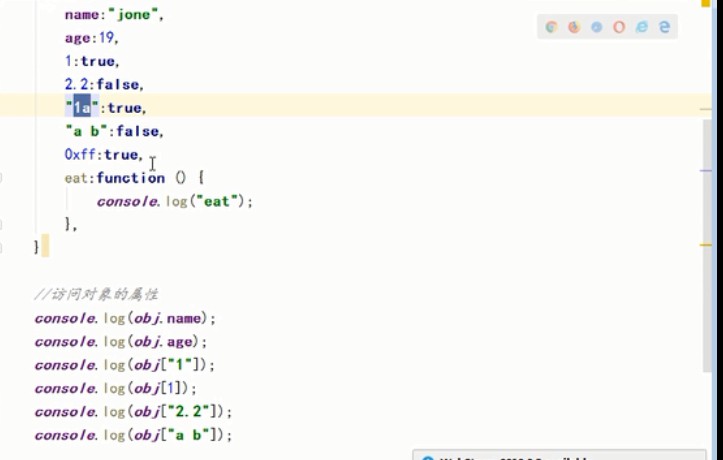 name:"jone",
age:19,
1:true,
2.2:false,
"1a":true,
"a b":false,
0xff:true,
eat:function () {
console.log("eat");
},
}
//访问对象的属性
console.log(obj.name);
console.log(obj.age);
console.log(obj["1"]);
console.log(obj[1]);
console.log(obj["2.2"]);
console.log(obj["a b"]);